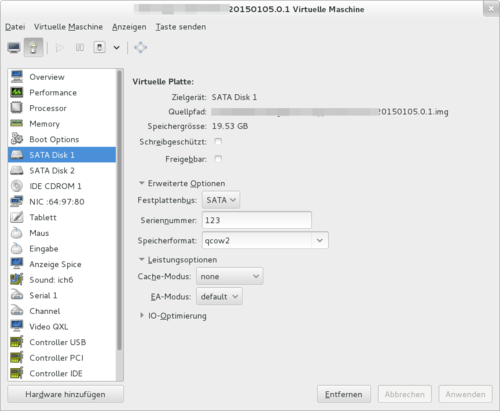 20150105.0.1 Virtuelle Maschine
Datei Virtuelle Maschine Anzeigen Taste senden
Overview
Performance
Processor
Memory
Boot Options
SATA Disk 1
SATA Disk 2
IDE CDROM 1
NIC :64:97:80
Tablett
Maus
Eingabe
Anzeige Spice
Sound: ich6
Serial 1
Channel
Video QXL
Controller USB
Controller PCI
Controller IDE
Hardware hinzufügen
Virtuelle Platte:
Zielgerät: SATA Disk 1
Quellpfad: 20150105.0.1.img
Speichergrösse: 19.53 GB
Schreibgeschützt:
Freigebbar:
Erweiterte Optionen
Festplattenbus: SATA
Seriennummer: 123
Speicherformat: qcow2
Leistungsoptionen
Cache-Modus: none
EA-Modus: default
IO-Optimierung
Entfernen Abbrechen Anwenden